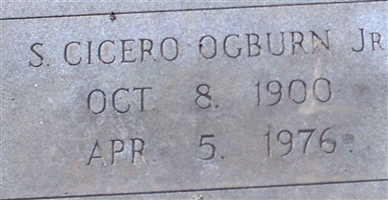 S. CICERO OGBURN JR
OCT 8. 1900
APR. 5. 1976.